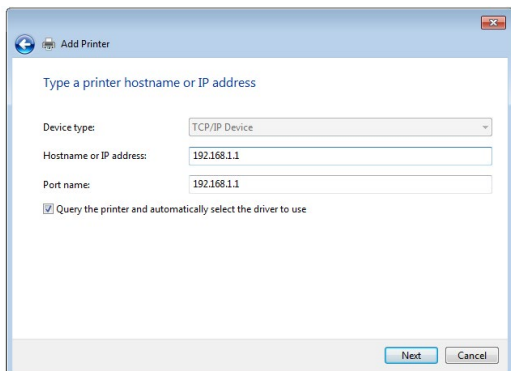 Add Printer
Type a printer hostname or IP address
Device type: TCP/IP Device
Hostname or IP address: 192.168.1.1
Port name: 192.168.1.1
Query the printer and automatically select the driver to use
Next Cancel